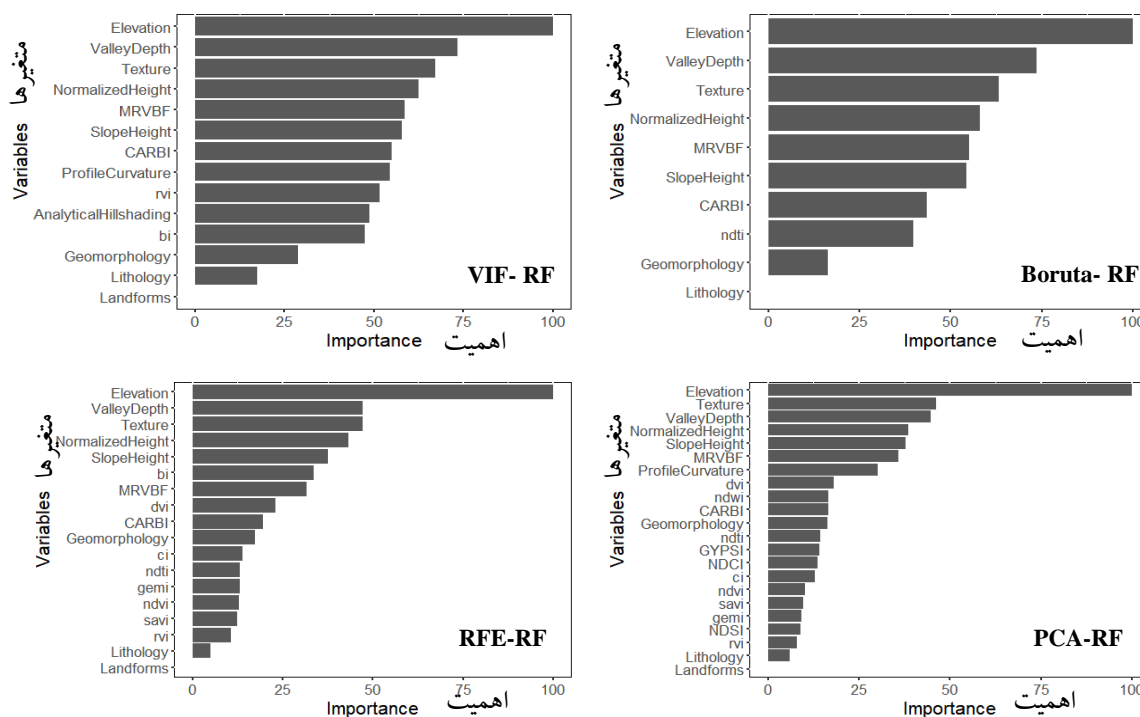 Elevation
ValleyDepth
Texture
NormalizedHeight
MRVBF
SlopeHeight
CARBI
ProfileCurvature
rvi
AnalyticalHillshading
bi
Geomorphology
Lithology
Landforms
Variables متغیرها
VIF- RF
0 25 50 75 100
Importance اهمیت
Elevation
ValleyDepth
Texture
NormalizedHeight
MRVBF
SlopeHeight
CARBI
ndti
Geomorphology
Lithology
Variables متغیرها
Boruta- RF
0 25 50 75 100
Importance اهمیت
Elevation
ValleyDepth
Texture
NormalizedHeight
SlopeHeight
bi
MRVBF
dvi
CARBI
Geomorphology
ci
ndti
gemi
ndvi
savi
rvi
Lithology
Landforms
Variables متغیرها
RFE-RF
0 25 50 75 100
Importance اهمیت
Elevation
Texture
ValleyDepth
NormalizedHeight
SlopeHeight
MRVBF
ProfileCurvature
dvi
ndwi
CARBI
Geomorphology
ndti
GYPSI
NDCI
ci
ndvi
savi
gemi
NDSI
rvi
Lithology
Landforms
Variables متغیرها
PCA-RF
0 25 50 75 100
Importance اهمیت